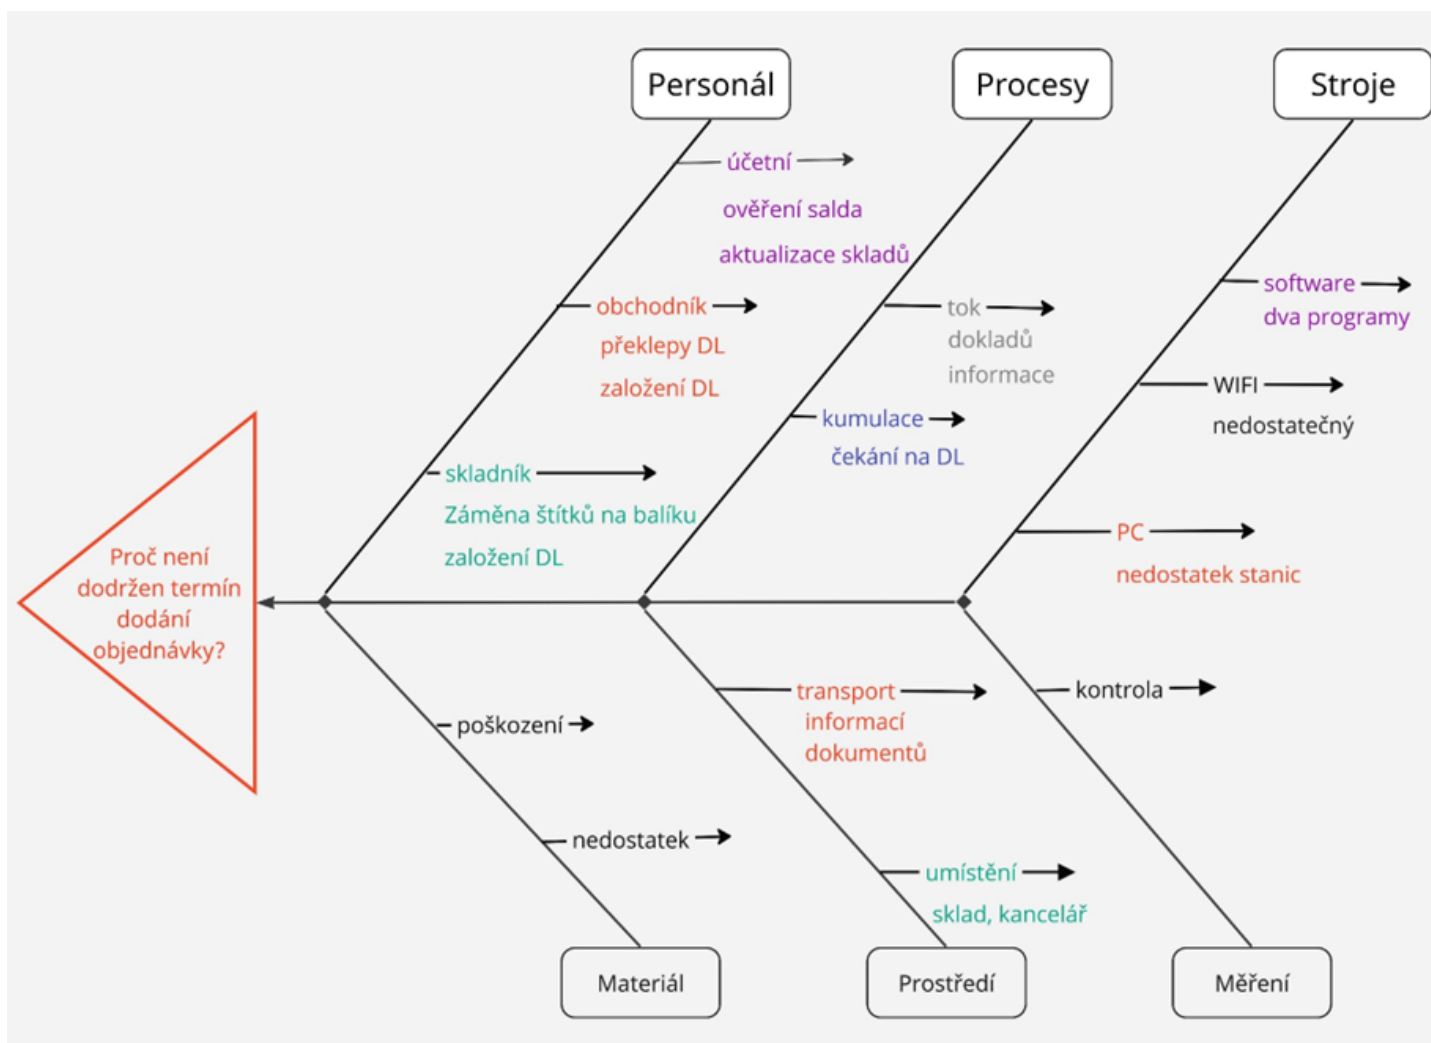 Personál
Procesy
Stroje
účetní
ověření salda
aktualizace skladů
obchodník
překlepy DL
založení DL
skladník
Záměna štítků na balíku
založení DL
tok
dokladů
informace
kumulace
čekání na DL
software
dva programy
WIFI
nedostatečný
PC
nedostatek stanic
Proč není
dodržen termín
dodání
objednávky?
poškození
nedostatek
transport
informací
dokumentů
umístění
sklad, kancelář
kontrola
Materiál
Prostředí
Měření